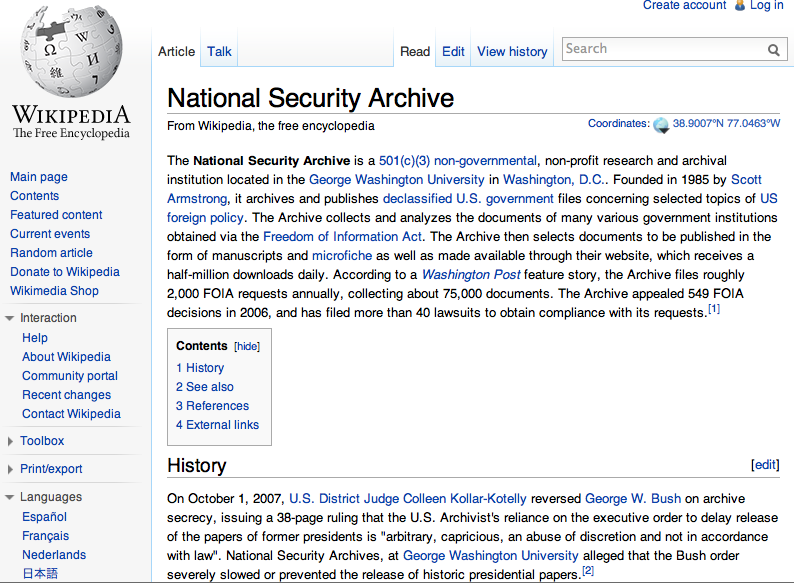 Create account Log in
Article Talk Read Edit View history Search
WIKIPEDIA
The Free Encyclopedia
Main page
Contents
Featured content
Current events
Random article
Donate to Wikipedia
Wikimedia Shop
Interaction
Help
About Wikipedia
Community portal
Recent changes
Contact Wikipedia
Toolbox
Print/export
Languages
Español
Français
Nederlands
日本語
National Security Archive
From Wikipedia, the free encyclopedia
Coordinates: 38.9007°N 77.0463°W
The National Security Archive is a 501(c)(3) non-governmental, non-profit research and archival
institution located in the George Washington University in Washington, D.C.. Founded in 1985 by Scott
Armstrong, it archives and publishes declassified U.S. government files concerning selected topics of US
foreign policy. The Archive collects and analyzes the documents of many various government institutions
obtained via the Freedom of Information Act. The Archive then selects documents to be published in the
form of manuscripts and microfiche as well as made available through their website, which receives a
half-million downloads daily. According to a Washington Post feature story, the Archive files roughly
2,000 FOIA requests annually, collecting about 75,000 documents. The Archive appealed 549 FOIA
decisions in 2006, and has filed more than 40 lawsuits to obtain compliance with its requests.[1]
Contents [hide]
1 History
2 See also
3 References
4 External links
History [edit]
On October 1, 2007, U.S. District Judge Colleen Kollar-Kotelly reversed George W. Bush on archive
secrecy, issuing a 38-page ruling that the U.S. Archivist's reliance on the executive order to delay release
of the papers of former presidents is "arbitrary, capricious, an abuse of discretion and not in accordance
with law". National Security Archives, at George Washington University alleged that the Bush order
severely slowed or prevented the release of historic presidential papers.[2]